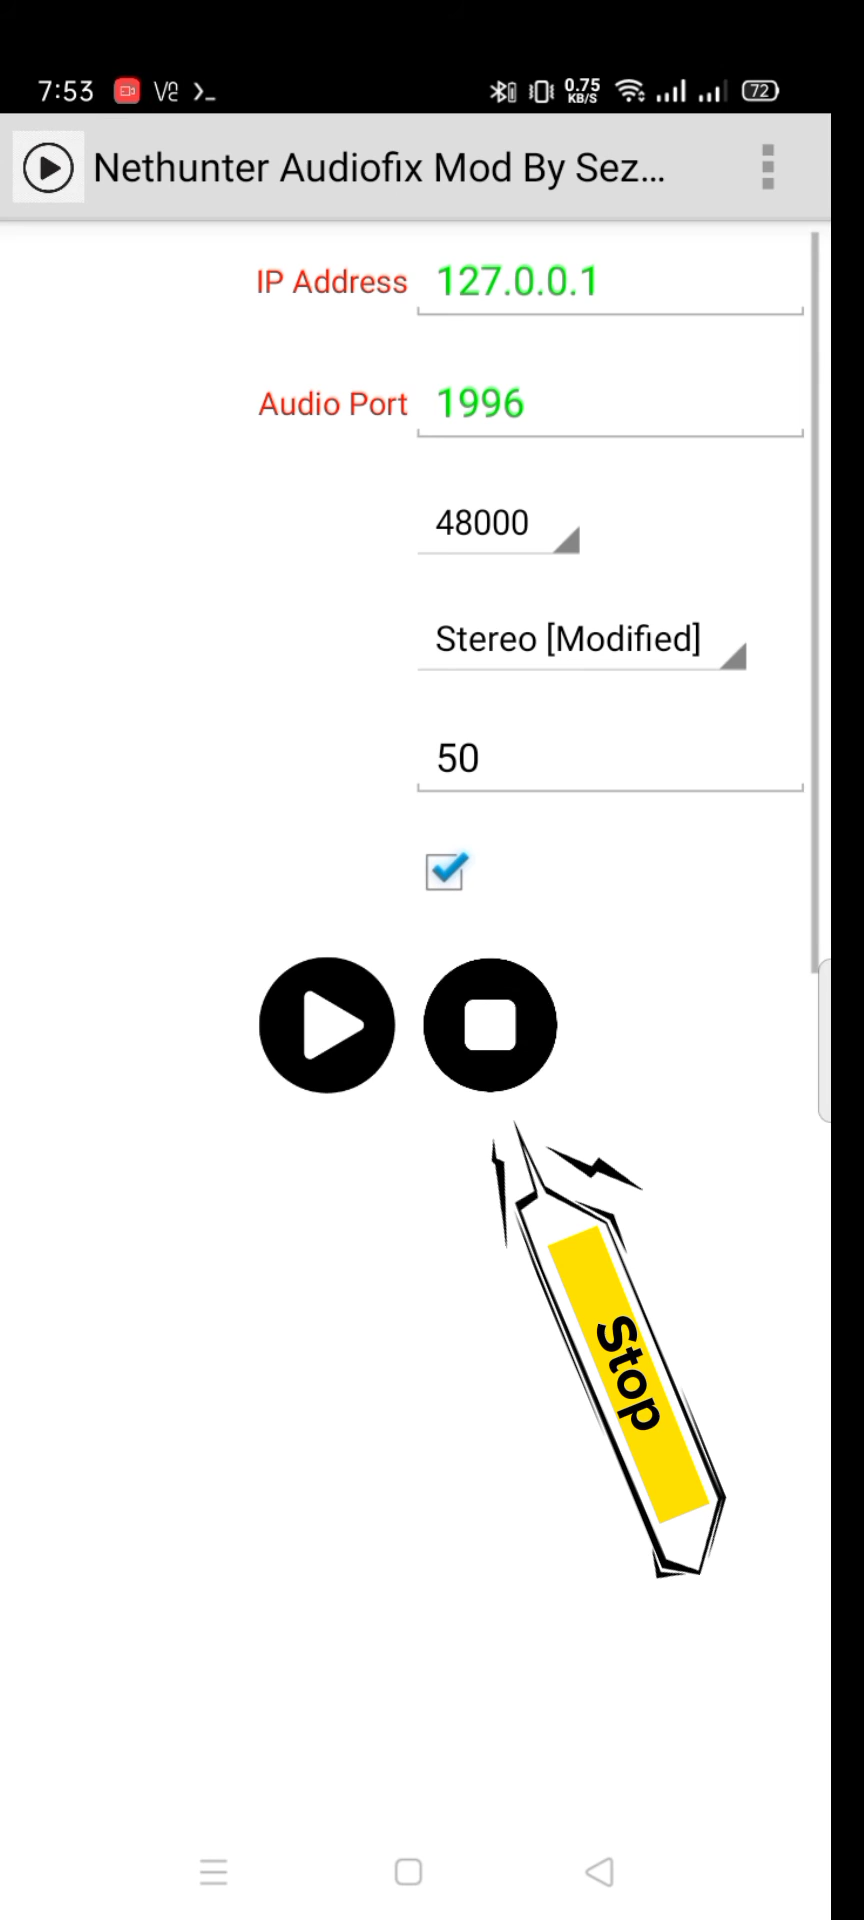 7:53
0.75
KB/S
72
Nethunter Audiofix Mod By Sez...
IP Address 127.0.0.1
Audio Port 1996
48000
Stereo [Modified]
50
Stop